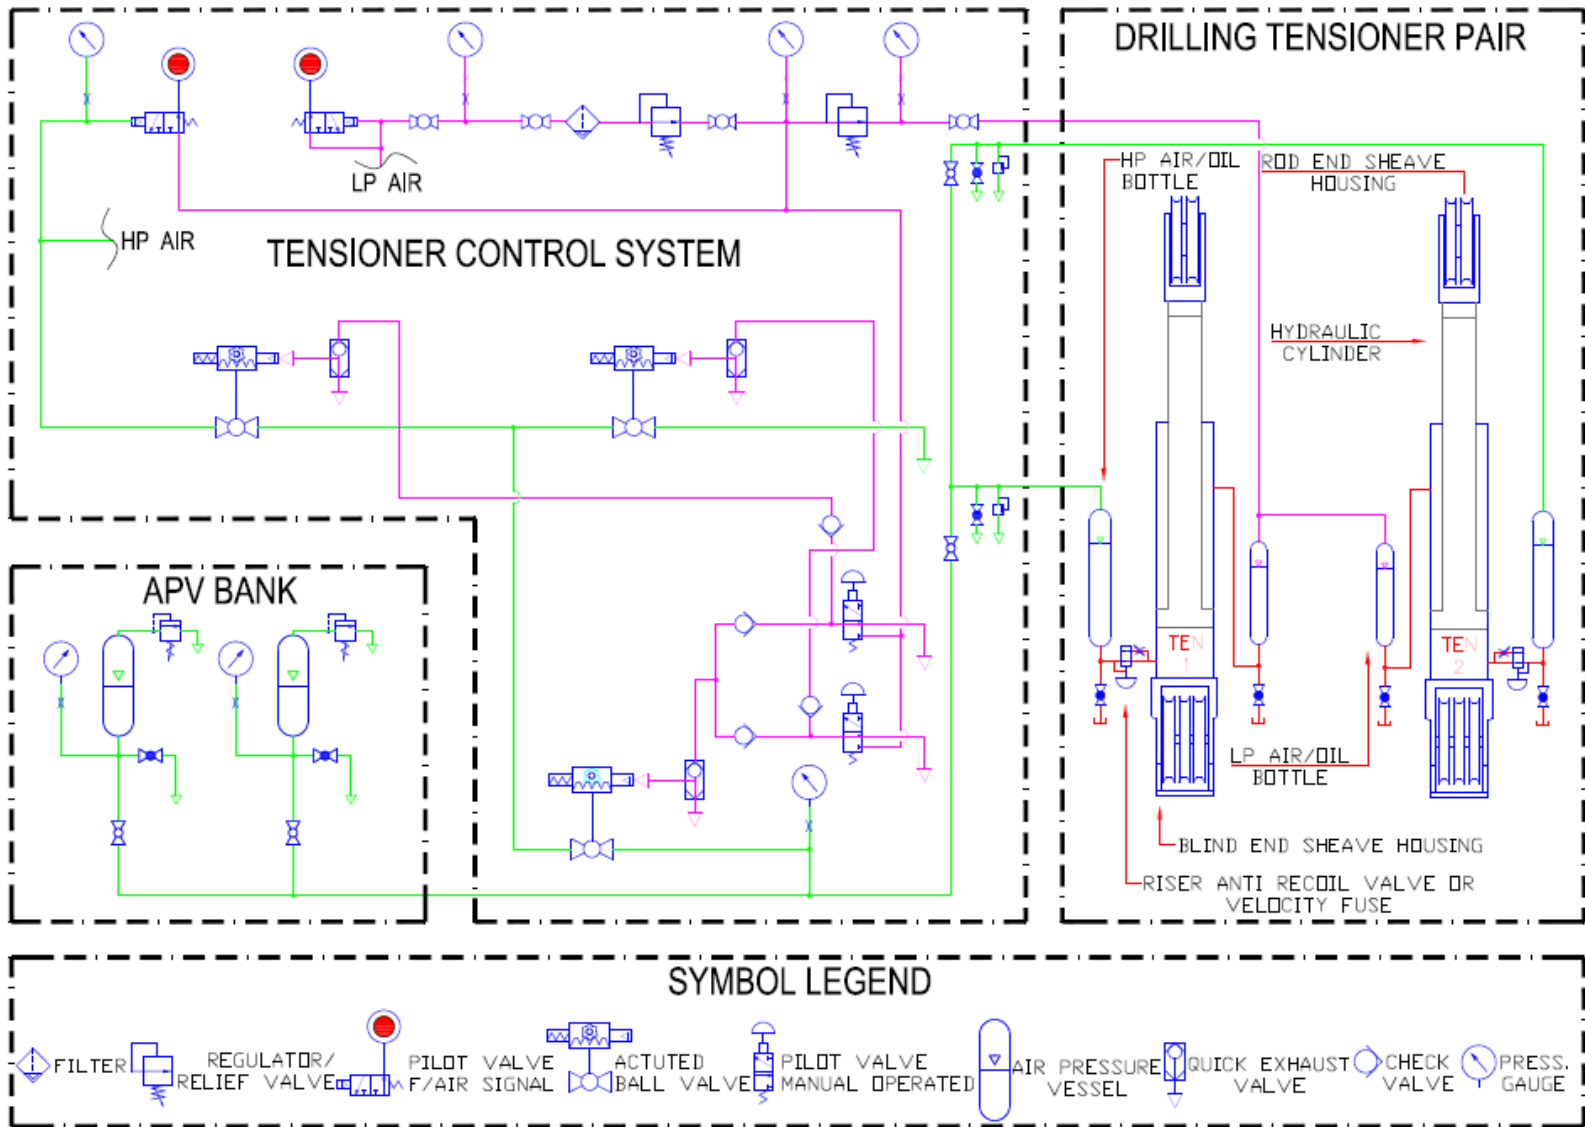 DRILLING TENSIONER PAIR
LP AIR
HP AIR
TENSIONER CONTROL SYSTEM
HP AIR/OIL
BOTTLE
ROD END SHEAVE
HOUSING
HYDRAULIC
CYLINDER
APV BANK
TEN
1
TEN
2
LP AIR/OIL
BOTTLE
BLIND END SHEAVE HOUSING
RISER ANTI RECOIL VALVE OR
VELOCITY FUSE
SYMBOL LEGEND
FILTER
REGULATOR/
RELIEF VALVE
PILOT VALVE
F/AIR SIGNAL
ACTUTED
BALL VALVE
PILOT VALVE
MANUAL OPERATED
AIR PRESSURE
VESSEL
QUICK EXHAUST
VALVE
CHECK
VALVE
PRESS.
GAUGE